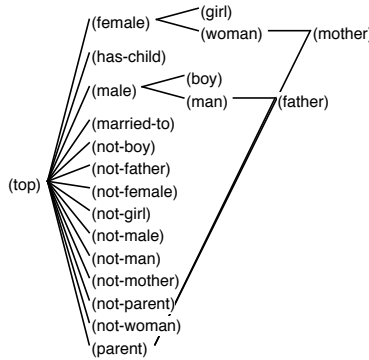 (girl)
(female)
(woman) (mother)
(has-child)
(boy)
(male)
(man) (father)
(married-to)
(not-boy)
(not-father)
(top)
(not-female)
(not-girl)
(not-male)
(not-man)
(not-mother)
(not-parent)
(not-woman)
(parent)